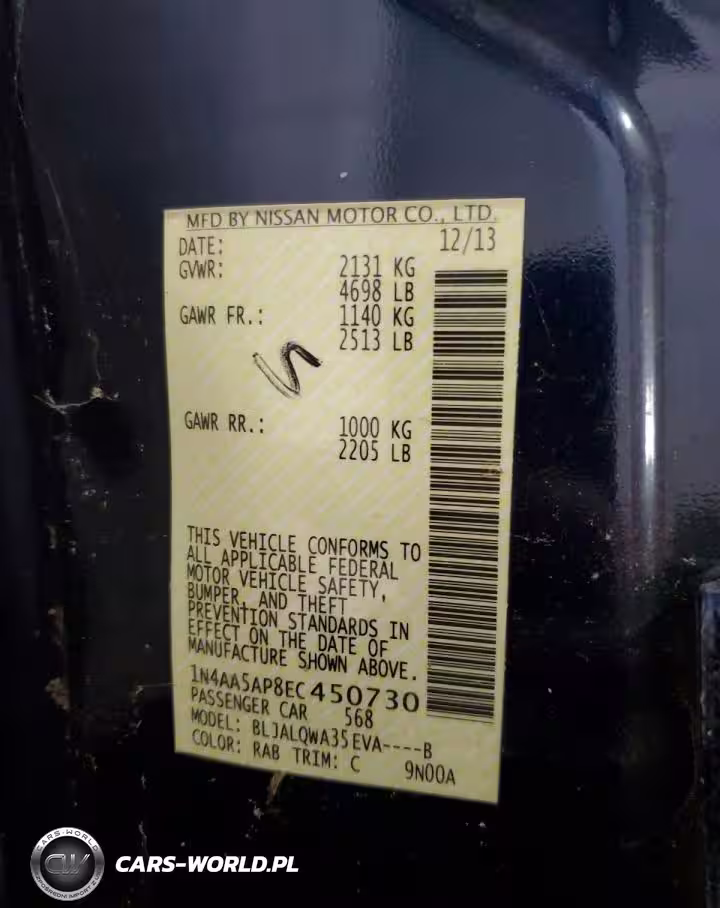 MFD BY NISSAN MOTOR CO., LTD.
DATE: 12/13
GVWR: 2131 KG
4698 LB
GAWR FR.: 1140 KG
2513 LB
GAWR RR.: 1000 KG
2205 LB
THIS VEHICLE CONFORMS TO
ALL APPLICABLE FEDERAL
MOTOR VEHICLE SAFETY,
BUMPER, AND THEFT
PREVENTION STANDARDS IN
EFFECT ON THE DATE OF
MANUFACTURE SHOWN ABOVE.
1N4AA5AP8EC450730
PASSENGER CAR 568
MODEL: BLJALQWA35EVA----B
COLOR: RAB TRIM: C 9N00A
CARS-WORLD
CW
CARS-WORLD.PL